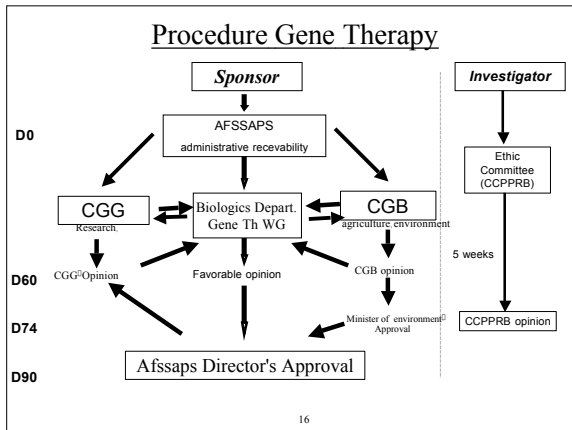 Procedure Gene Therapy
Sponsor
Investigator
D0
AFSSAPS
administrative recevability
Ethic
Committee
(CCPPRB)
CGG
Research,
Biologics Depart.
Gene Th WG
CGB
agriculture, environment
5 weeks
D60
CGG Opinion
Favorable opinion
CGB opinion
D74
Minister of environment
Approval
CCPPRB opinion
D90
Afssaps Director's Approval
16